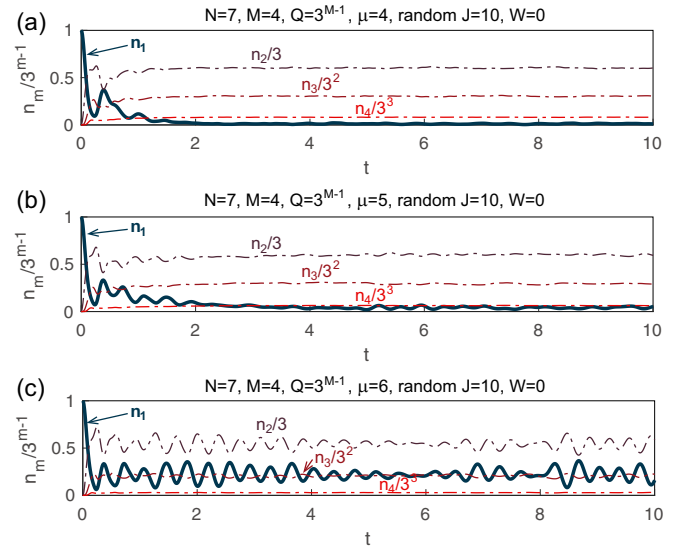 (a)
N=7, M=4, Q=3^{M-1}, μ=4, random J=10, W=0
n_m/3^{m-1}
1
0.5
0
n_1
n_2/3
n_3/3^2
n_4/3^3
0 2 4 6 8 10
t
(b)
N=7, M=4, Q=3^{M-1}, μ=5, random J=10, W=0
n_m/3^{m-1}
1
0.5
0
n_1
n_2/3
n_3/3^2
n_4/3^3
0 2 4 6 8 10
t
(c)
N=7, M=4, Q=3^{M-1}, μ=6, random J=10, W=0
n_m/3^{m-1}
1
0.5
0
n_1
n_2/3
n_3/3^2
n_4/3^3
0 2 4 6 8 10
t